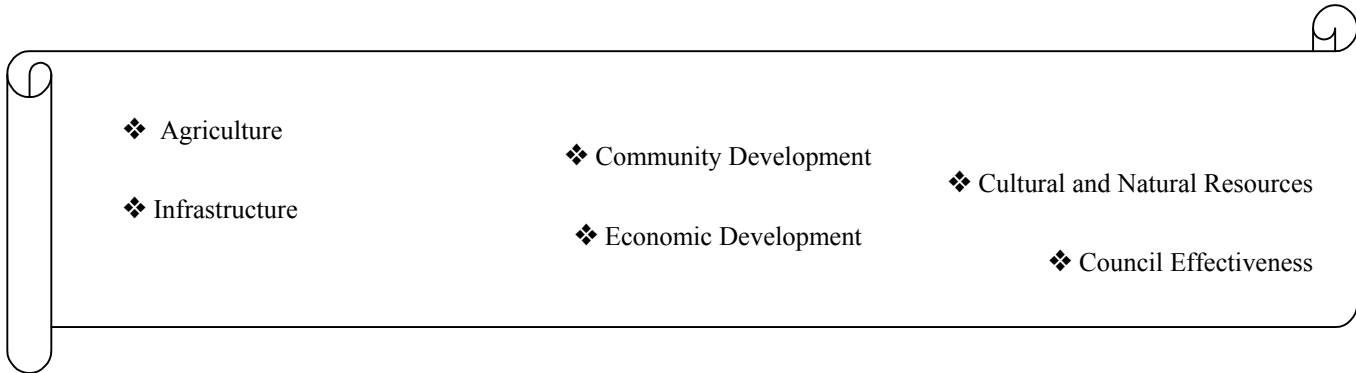 ❖ Agriculture
❖ Infrastructure
❖ Community Development
❖ Economic Development
❖ Cultural and Natural Resources
❖ Council Effectiveness